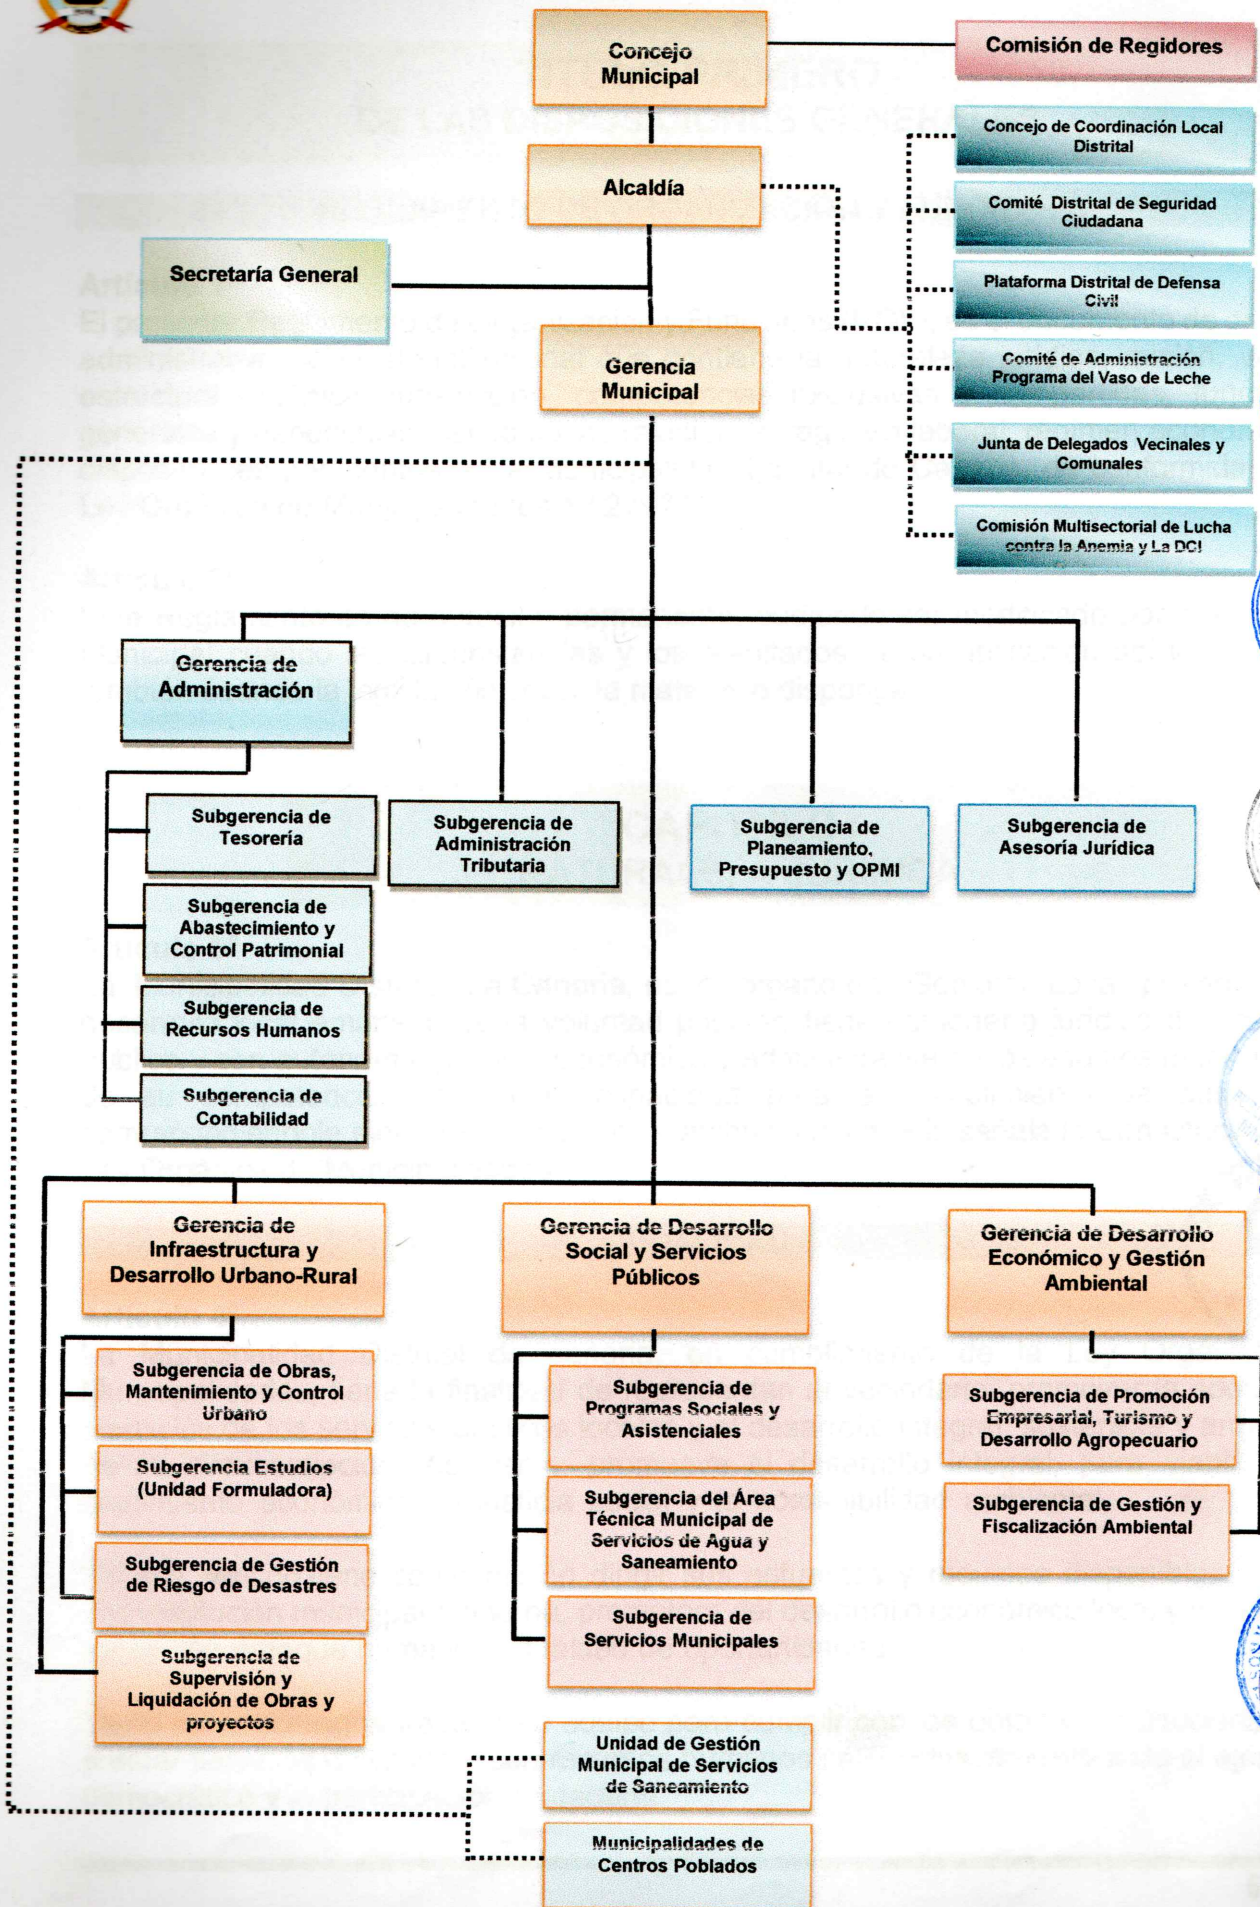 Concejo
Municipal
Comisión de Regidores
Concejo de Coordinación Local
Distrital
Alcaldía
Comité Distrital de Seguridad
Ciudadana
Secretaría General
Plataforma Distrital de Defensa
Civil
Gerencia
Municipal
Comité de Administración
Programa del Vaso de Leche
Junta de Delegados Vecinales y
Comunales
Comisión Multisectorial de Lucha
contra la Anemia y La DCI
Gerencia de
Administración
Subgerencia de
Tesorería
Subgerencia de
Administración
Tributaria
Subgerencia de
Planeamiento,
Presupuesto y OPMI
Subgerencia de
Asesoría Jurídica
Subgerencia de
Abastecimiento y
Control Patrimonial
Subgerencia de
Recursos Humanos
Subgerencia de
Contabilidad
Gerencia de
Infraestructura y
Desarrollo Urbano-Rural
Gerencia de Desarrollo
Social y Servicios
Públicos
Gerencia de Desarrollo
Económico y Gestión
Ambiental
Subgerencia de Obras,
Mantenimiento y Control
Urbano
Subgerencia Estudios
(Unidad Formuladora)
Subgerencia de Gestión
de Riesgo de Desastres
Subgerencia de
Supervisión y
Liquidación de Obras y
proyectos
Subgerencia de
Programas Sociales y
Asistenciales
Subgerencia del Área
Técnica Municipal de
Servicios de Agua y
Saneamiento
Subgerencia de
Servicios Municipales
Subgerencia de Promoción
Empresarial, Turismo y
Desarrollo Agropecuario
Subgerencia de Gestión y
Fiscalización Ambiental
Unidad de Gestión
Municipal de Servicios
de Saneamiento
Municipalidades de
Centros Poblados